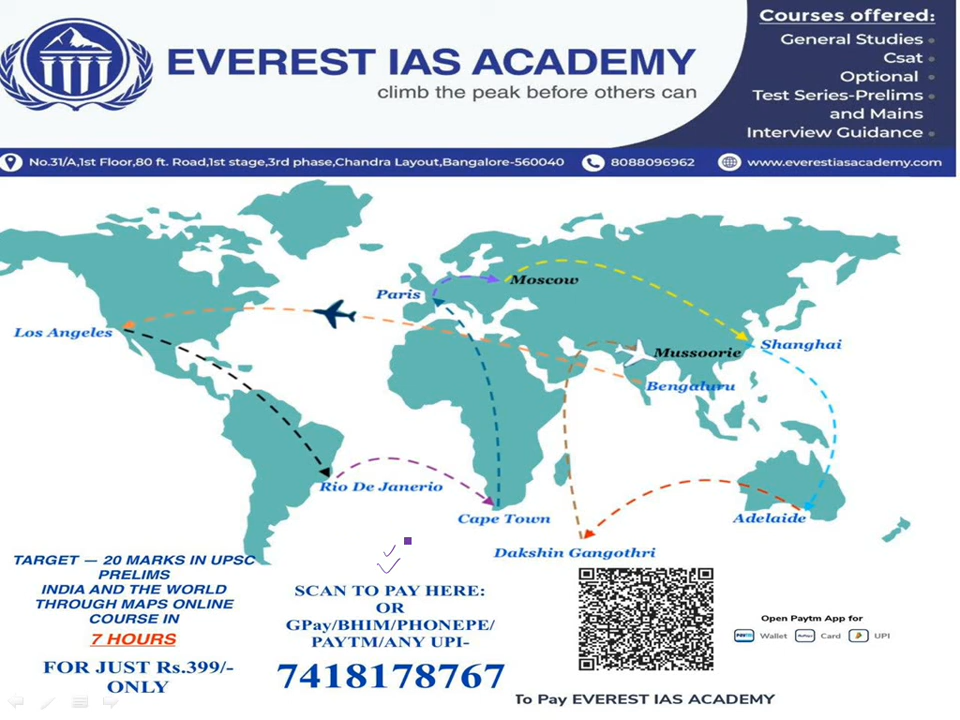 EVEREST IAS ACADEMY
climb the peak before others can
Courses offered:
General Studies
Csat
Optional
Test Series-Prelims
and Mains
Interview Guidance
No.31/A,1st Floor,80 ft. Road,1st stage,3rd phase,Chandra Layout,Bangalore-560040
8088096962
www.everestiasacademy.com
Moscow
Paris
Los Angeles
Shanghai
Mussoorie
Bengaluru
Rio De Janerio
Cape Town
Adelaide
Dakshin Gangothri
TARGET — 20 MARKS IN UPSC
PRELIMS
INDIA AND THE WORLD
THROUGH MAPS ONLINE
COURSE IN
7 HOURS
FOR JUST Rs.399/-
ONLY
SCAN TO PAY HERE:
OR
GPay/BHIM/PHONEPE/
PAYTM/ANY UPI-
7418178767
Open Paytm App for
Wallet Card UPI
To Pay EVEREST IAS ACADEMY